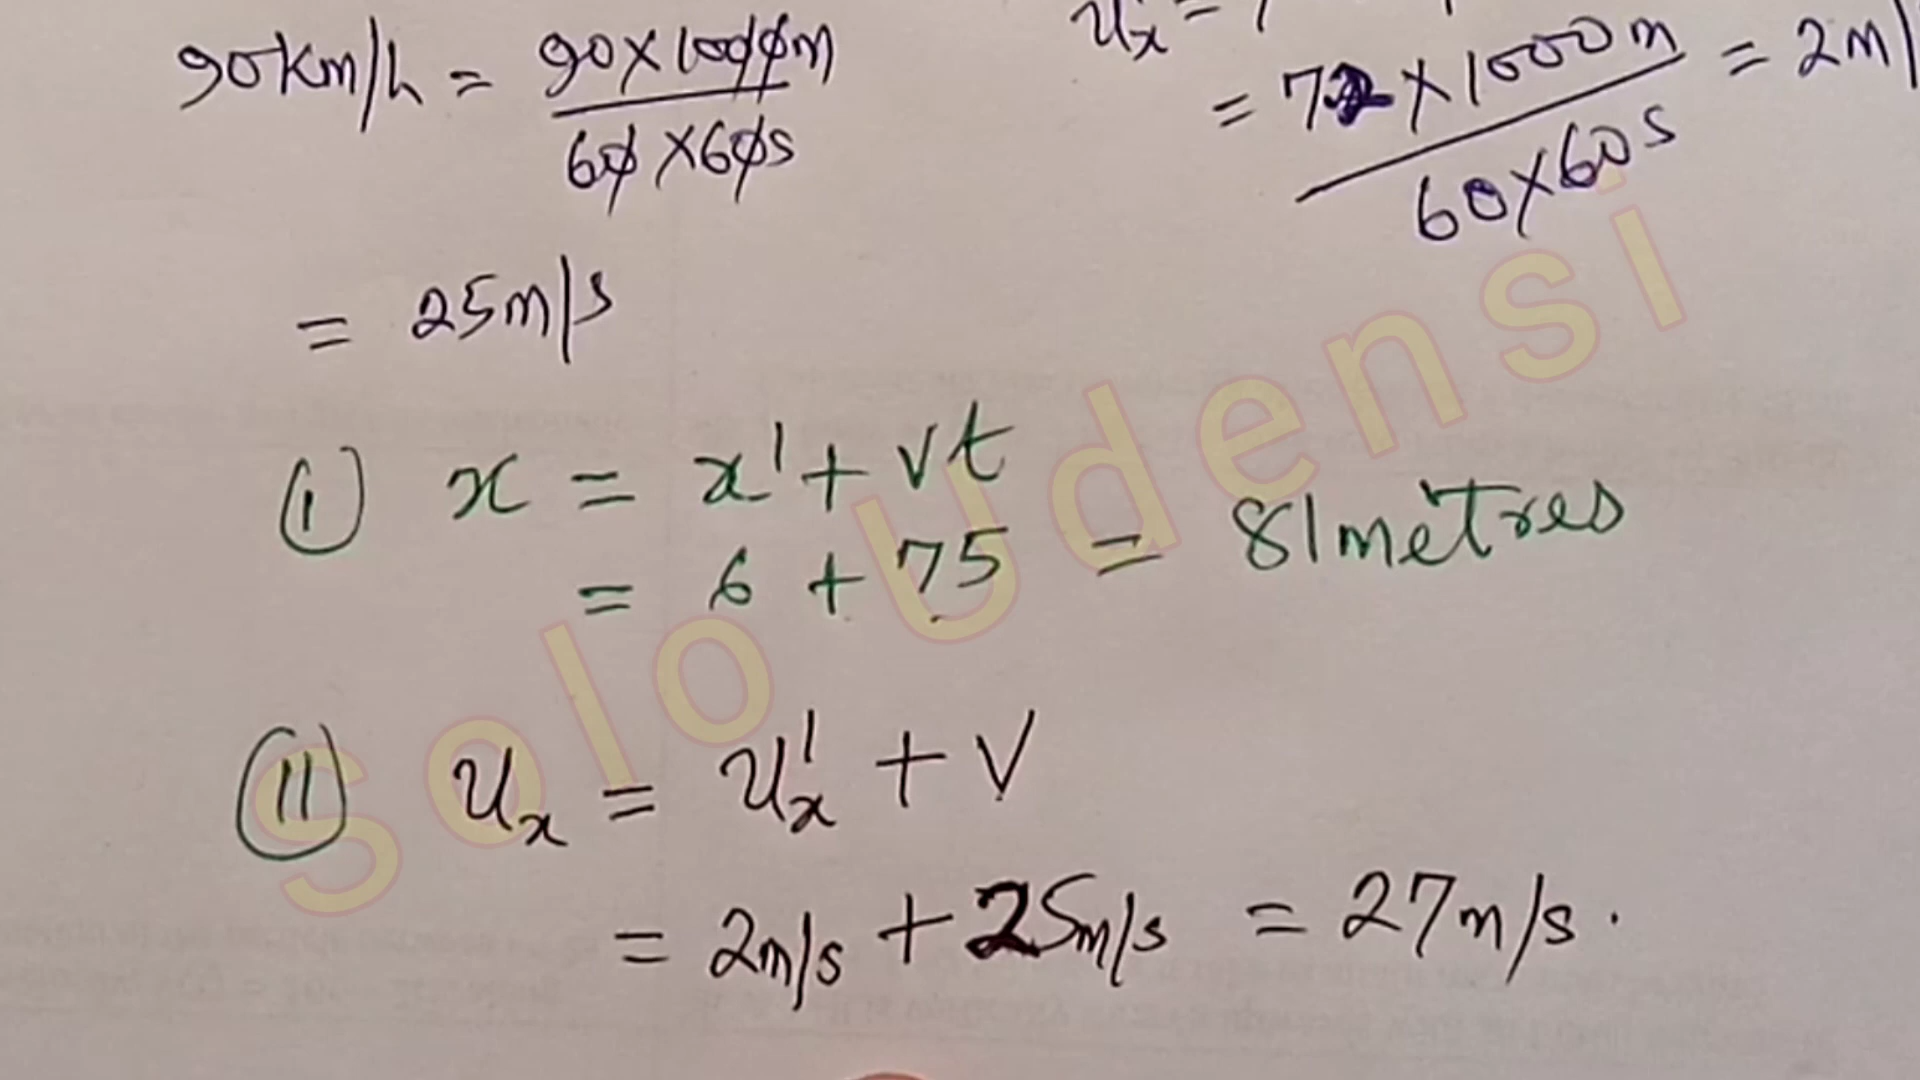 90km/h = 90 x 1000m
60 x 60s
= 25m/s
= 72 x 1000m = 2m/
60 x 60s
(I) x = x' + vt
= 6 + 75 = 81metres
(II) Ux = U'x + V
= 2m/s + 25m/s = 27m/s.
Solo Udensi